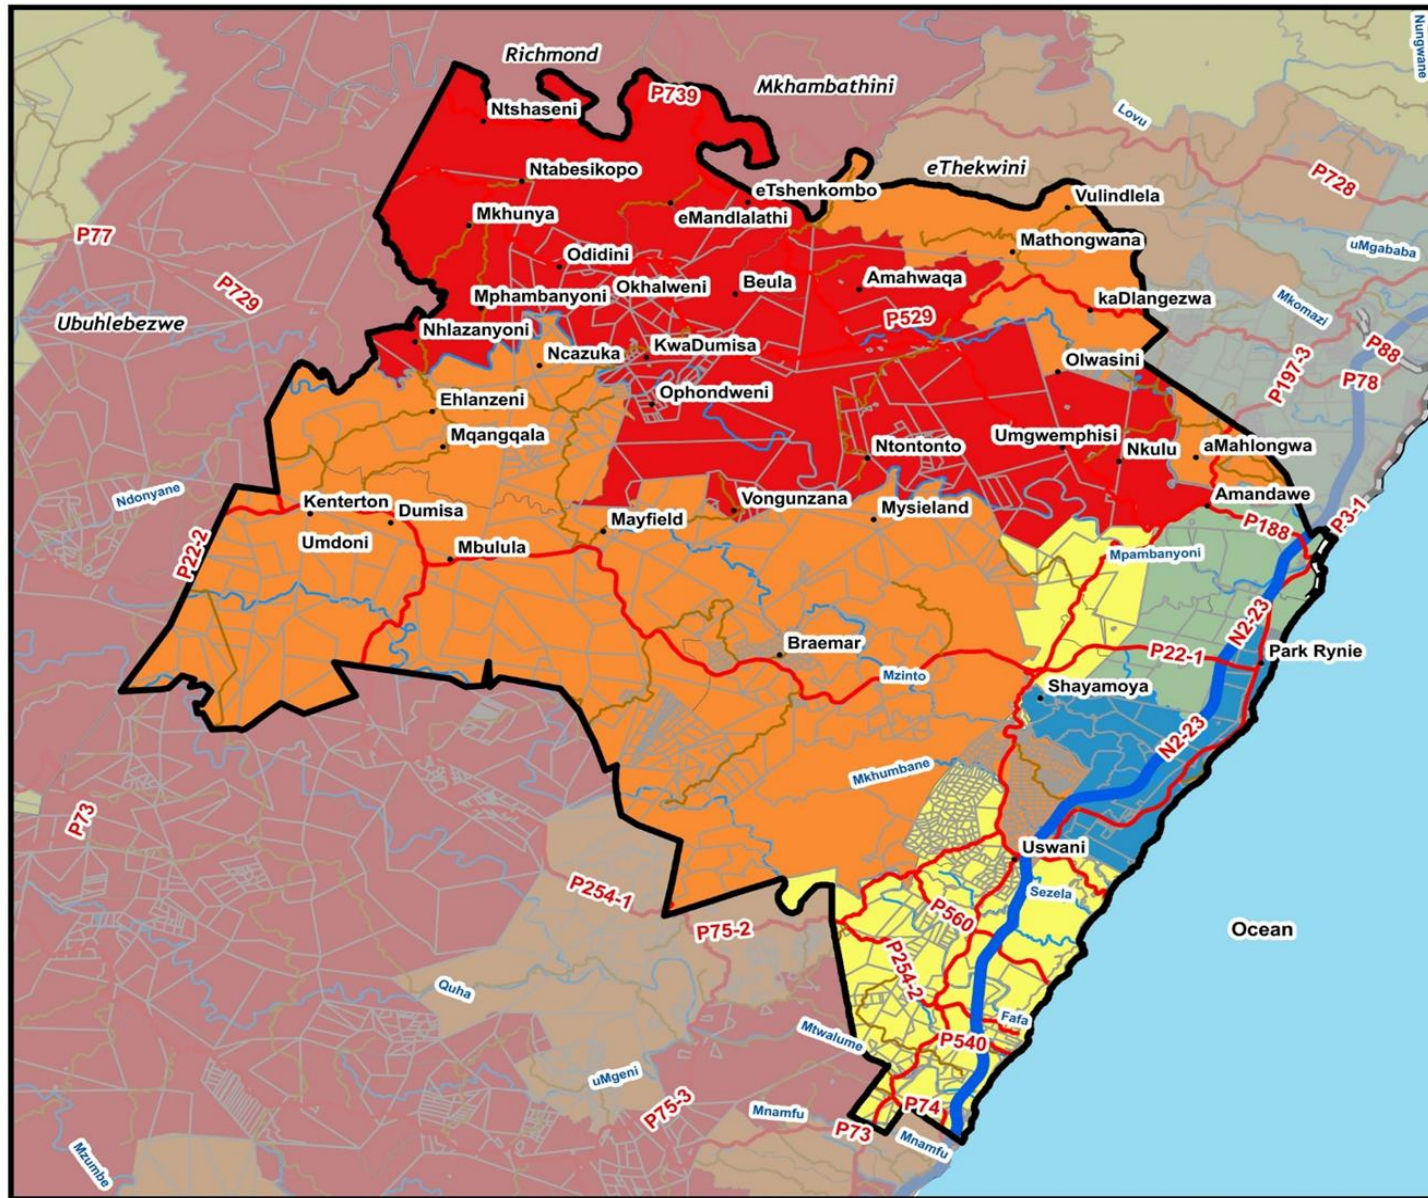 Nungwane
Richmond
Mkhambathini
P739
Ntshaseni
Lovu
eThekwini
P728
Ntabesikopo
eTshenkombo
Vulindlela
eMandlalathi
Mkhunya
P77
Mathongwana
uMgababa
Odidini
P729
Okhalweni
Beula
Amahwaqa
Mphambanyoni
kaDlangezwa
Mkomazi
P529
Ubuhlebezwe
Nhlazanyoni
KwaDumisa
Ncazuka
Olwasini
P88
P197-3
P78
Ophondweni
Ehlanzeni
Mqangqala
Ntontonto
Umgwemphisi
Nkulu
aMahlongwa
Ndonyane
Kenterton
Dumisa
Vongunzana
Mysieland
Amandawe
Mayfield
P188
P3-1
Umdoni
Mbulula
P22-2
Mpambanyoni
N2-23
Braemar
P22-1
Park Rynie
Mzinto
Shayamoya
N2-23
Mkhumbane
P73
Uswani
P254-1
Sezela
P560
P75-2
Ocean
P254-2
Quha
Fafa
Mtwalume
P540
uMgeni
P75-3
P74
Mnamfu
P73
Mnamfu
Mzumbe